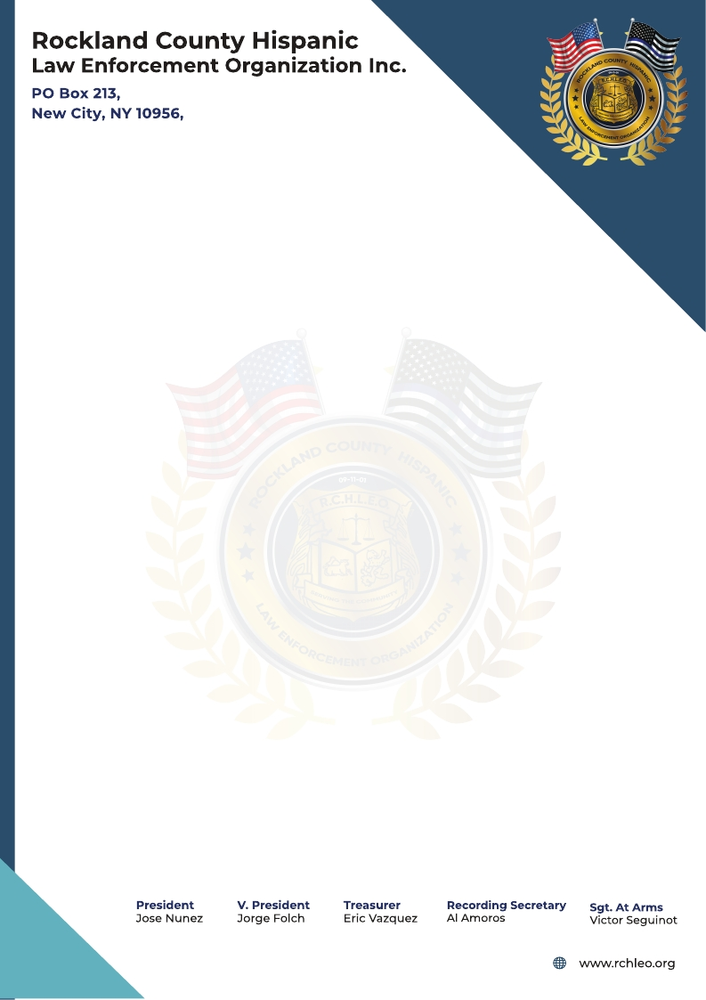 Rockland County Hispanic
Law Enforcement Organization Inc.
PO Box 213,
New City, NY 10956,
ROCKLAND COUNTY HISPANIC
R.C.H.L.E.O.
LAW ENFORCEMENT ORGANIZATION
ROCKLAND COUNTY HISPANIC
09-11-01
R.C.H.L.E.O.
LAW ENFORCEMENT ORGANIZATION
President
Jose Nunez
V. President
Jorge Folch
Treasurer
Eric Vazquez
Recording Secretary
Al Amoros
Sgt. At Arms
Victor Seguinot
www.rchleo.org